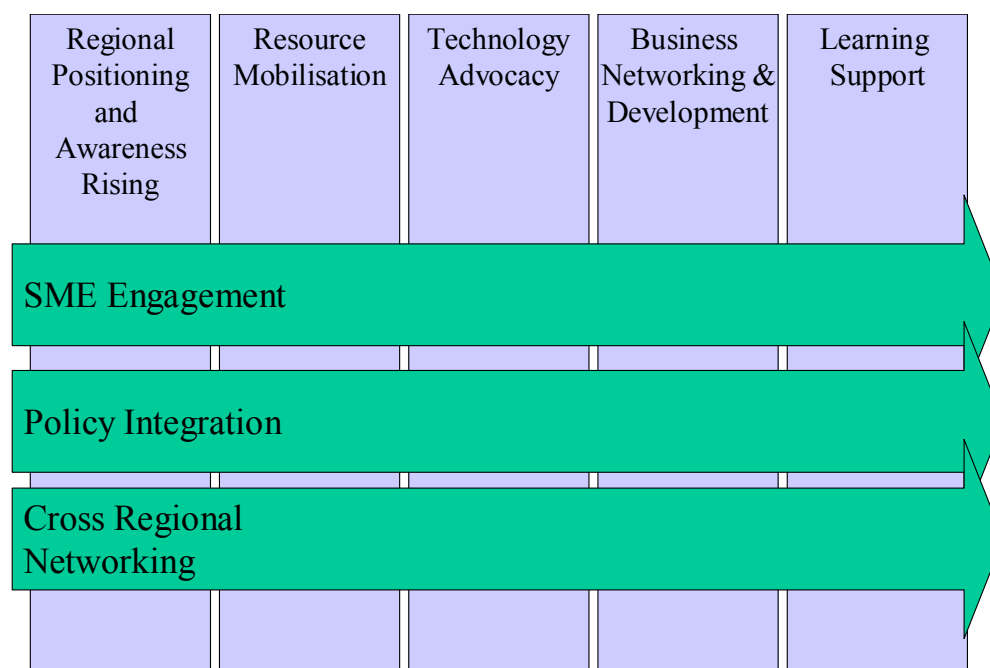 Regional
Positioning
and
Awareness
Rising
Resource
Mobilisation
Technology
Advocacy
Business
Networking &
Development
Learning
Support
SME Engagement
Policy Integration
Cross Regional
Networking